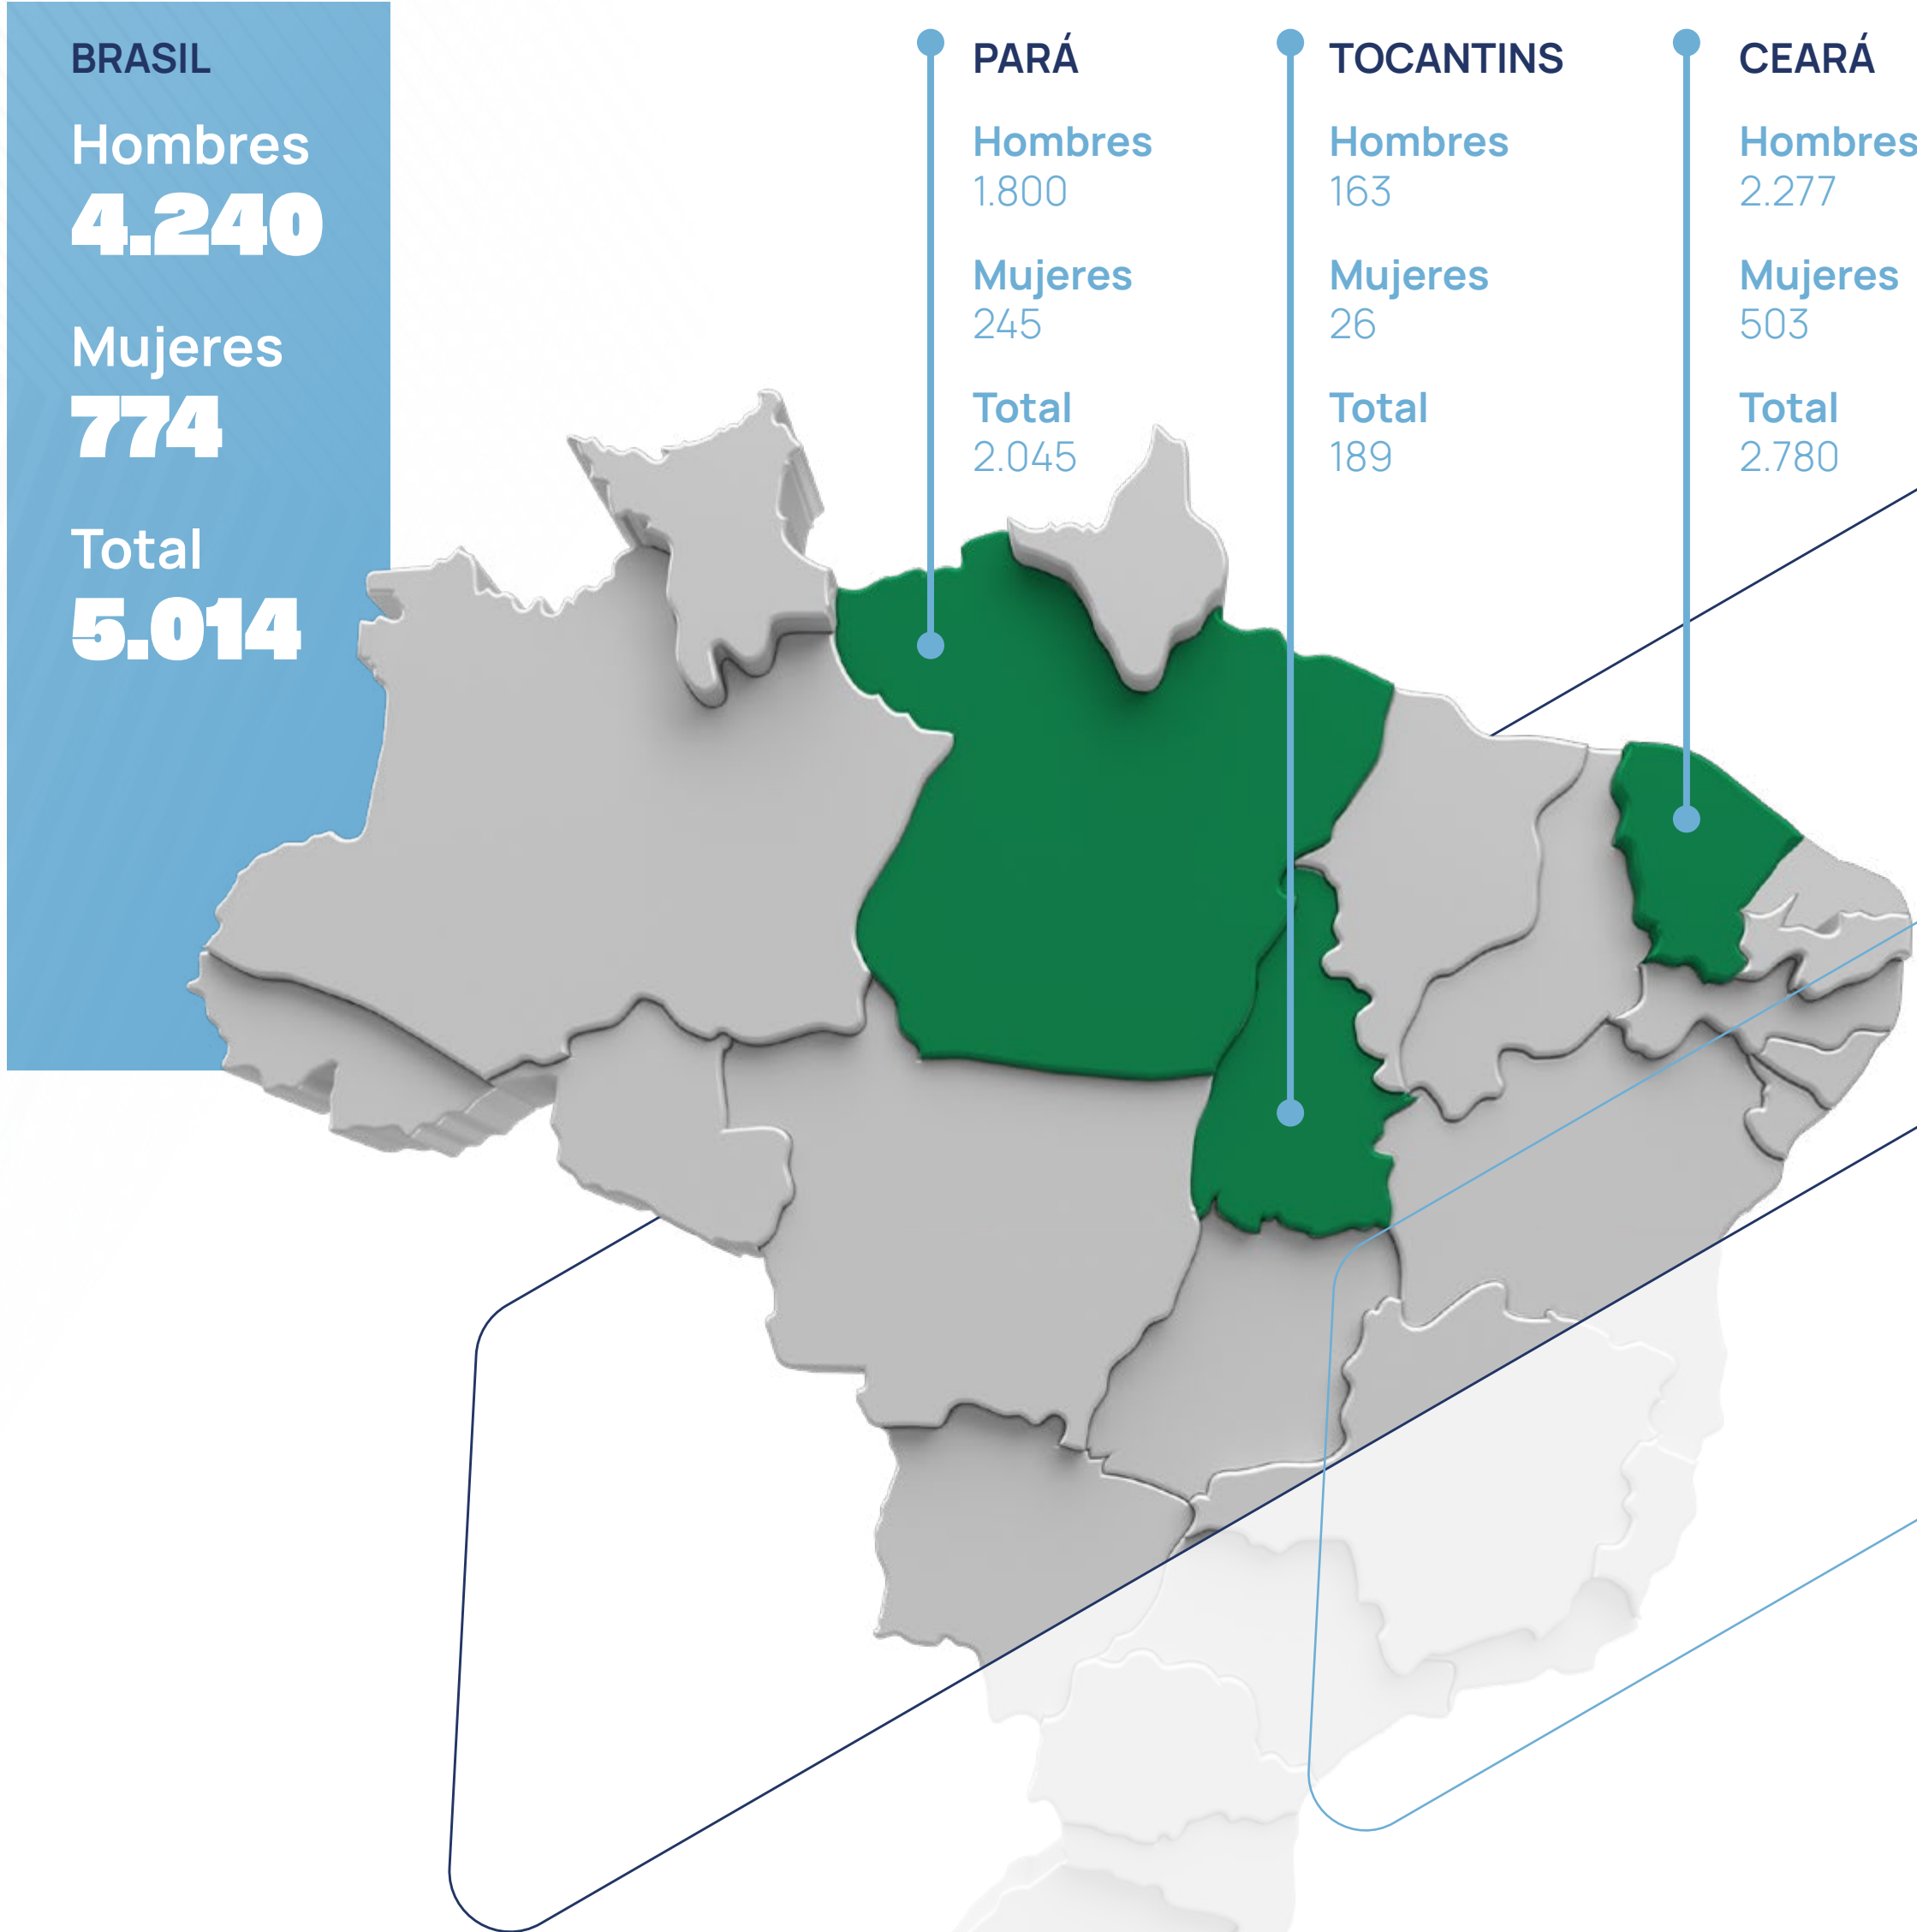 BRASIL
Hombres
4.240
Mujeres
774
Total
5.014
PARÁ
Hombres
1.800
Mujeres
245
Total
2.045
TOCANTINS
Hombres
163
Mujeres
26
Total
189
CEARÁ
Hombres
2.277
Mujeres
503
Total
2.780